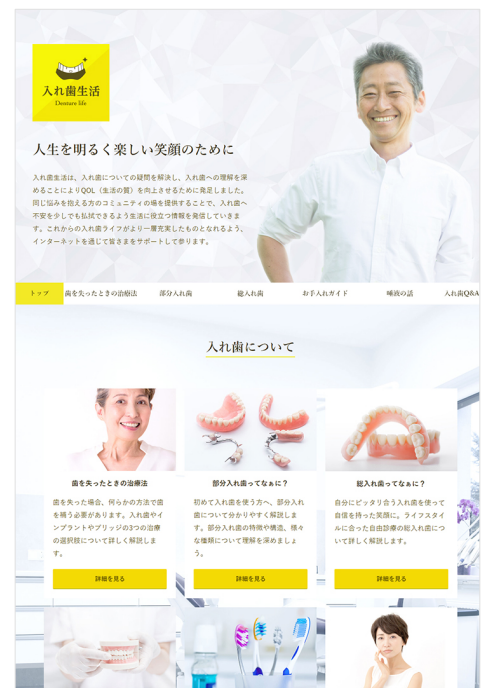 入れ歯生活
Denture life
人生を明るく楽しい笑顔のために
入れ歯生活は、入れ歯についての疑問を解決し、入れ歯への理解を深
めることによりQOL（生活の質）を向上させるために発足しました。
同じ悩みを抱える方のコミュニティの場を提供することで、入れ歯へ
不安を少しでも払拭できるよう生活に役立つ情報を発信していきま
す。これからの入れ歯ライフがより一層充実したものとなれるよう、
インターネットを通じて皆さまをサポートして参ります。
トップ 歯を失ったときの治療法 部分入れ歯 総入れ歯 お手入れガイド 唾液の話 入れ歯Q&A
入れ歯について
歯を失ったときの治療法
歯を失った場合、何らかの方法で歯
を補う必要があります。入れ歯やイ
ンプラントやブリッジの3つの治療
の選択肢について詳しく解説しま
す。
詳細を見る
部分入れ歯ってなぁに？
初めて入れ歯を使う方へ、部分入れ
歯について分かりやすく解説しま
す。部分入れ歯の特徴や構造、様々
な種類について理解を深めましょ
う。
詳細を見る
総入れ歯ってなぁに？
自分にピッタリ合う入れ歯を使って
自信を持った笑顔に。ライフスタイ
ルに合った自由診療の総入れ歯につ
いて詳しく解説します。
詳細を見る